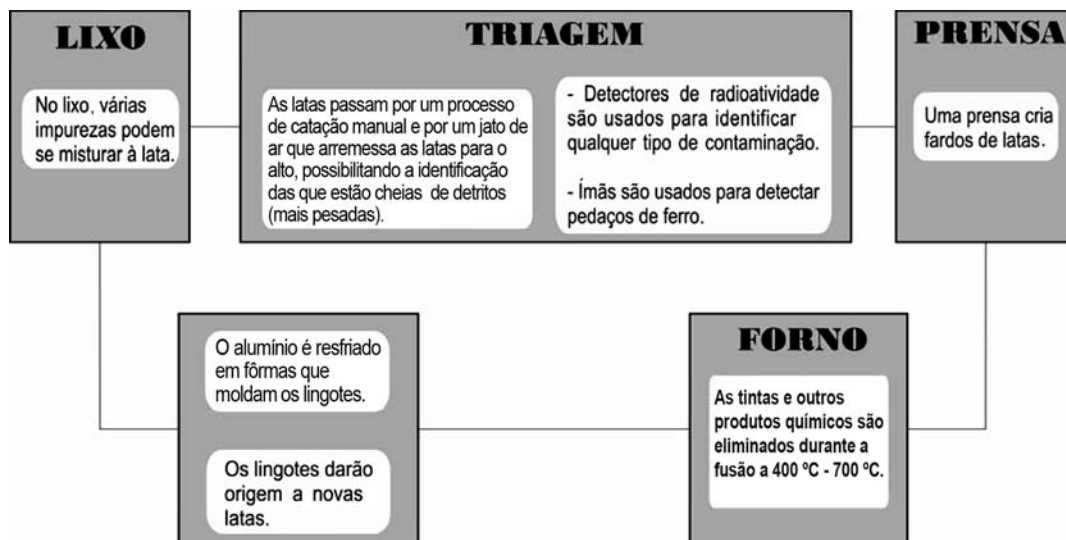 LIXO
No lixo, várias
impurezas podem
se misturar à lata.
TRIAGEM
As latas passam por um processo
de catação manual e por um jato de
ar que arremessa as latas para o
alto, possibilitando a identificação
das que estão cheias de detritos
(mais pesadas).
- Detectores de radioatividade
são usados para identificar
qualquer tipo de contaminação.
- Ímãs são usados para detectar
pedaços de ferro.
PRENSA
Uma prensa cria
fardos de latas.
FORNO
As tintas e outros
produtos químicos são
eliminados durante a
fusão a 400 ºC - 700 ºC.
O alumínio é resfriado
em fôrmas que
moldam os lingotes.
Os lingotes darão
origem a novas
latas.